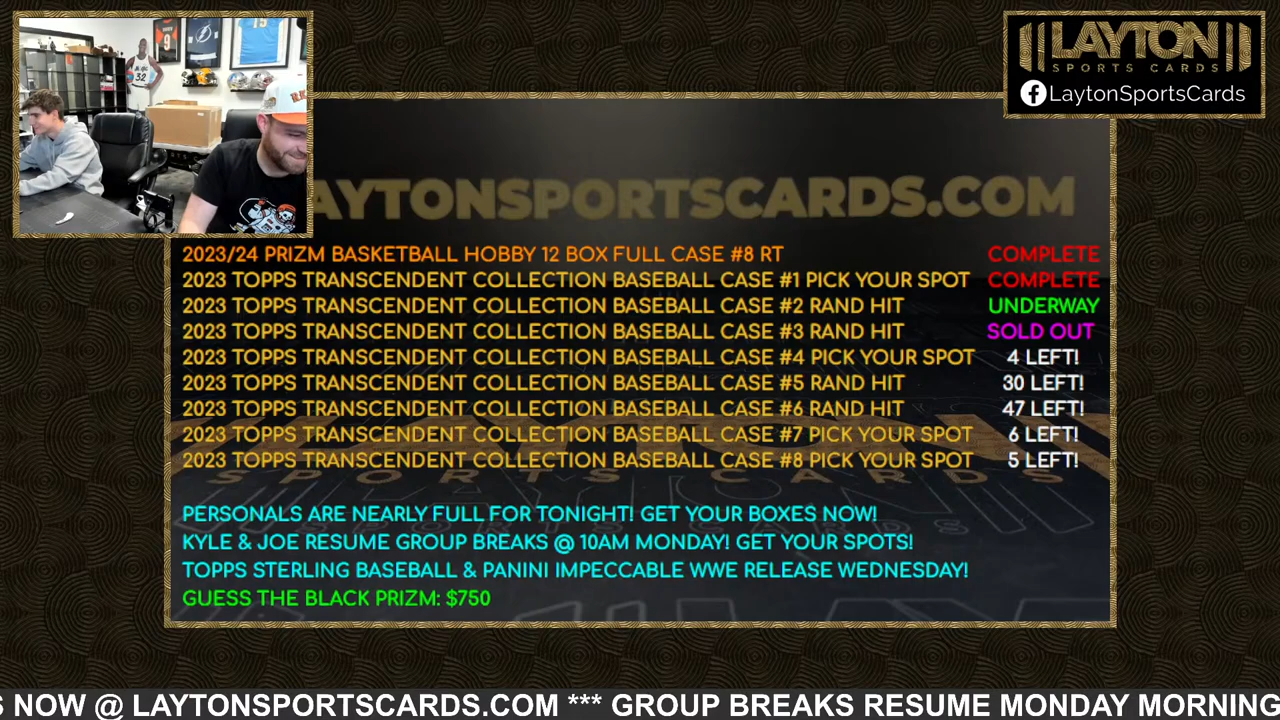 LAYTON
SPORTS CARDS
LaytonSportsCards
LAYTONSPORTSCARDS.COM
2023/24 PRIZM BASKETBALL HOBBY 12 BOX FULL CASE #8 RT COMPLETE
2023 TOPPS TRANSCENDENT COLLECTION BASEBALL CASE #1 PICK YOUR SPOT COMPLETE
2023 TOPPS TRANSCENDENT COLLECTION BASEBALL CASE #2 RAND HIT UNDERWAY
2023 TOPPS TRANSCENDENT COLLECTION BASEBALL CASE #3 RAND HIT SOLD OUT
2023 TOPPS TRANSCENDENT COLLECTION BASEBALL CASE #4 PICK YOUR SPOT 4 LEFT!
2023 TOPPS TRANSCENDENT COLLECTION BASEBALL CASE #5 RAND HIT 30 LEFT!
2023 TOPPS TRANSCENDENT COLLECTION BASEBALL CASE #6 RAND HIT 47 LEFT!
2023 TOPPS TRANSCENDENT COLLECTION BASEBALL CASE #7 PICK YOUR SPOT 6 LEFT!
2023 TOPPS TRANSCENDENT COLLECTION BASEBALL CASE #8 PICK YOUR SPOT 5 LEFT!
SPORTS CARDS
PERSONALS ARE NEARLY FULL FOR TONIGHT! GET YOUR BOXES NOW!
KYLE & JOE RESUME GROUP BREAKS @ 10AM MONDAY! GET YOUR SPOTS!
TOPPS STERLING BASEBALL & PANINI IMPECCABLE WWE RELEASE WEDNESDAY!
GUESS THE BLACK PRIZM: $750
S NOW @ LAYTONSPORTSCARDS.COM *** GROUP BREAKS RESUME MONDAY MORNING